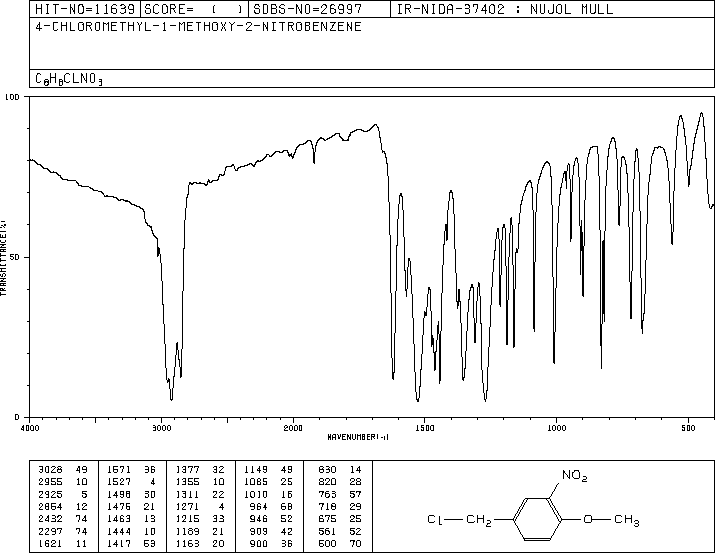 HIT-NO=11639 SCORE= ( ) SDBS-NO=26997 IR-NIDA-37402 : NUJOL MULL
4-CHLOROMETHYL-1-METHOXY-2-NITROBENZENE
C8H8CLNO3
100
50
0
TRANSMITTANCE(%)
4000 3000 2000 1500 1000 500
WAVENUMBER(-1)
3028 49 1571 36 1377 32 1149 49 830 14
2955 10 1527 4 1355 10 1085 25 820 28
2925 5 1498 30 1311 22 1010 16 763 57
2854 12 1476 21 1271 4 964 68 718 29
2432 74 1463 13 1215 33 946 52 675 25
2297 74 1444 10 1189 21 909 42 561 52
1621 11 1417 53 1163 20 900 36 500 70
NO2
Cl—CH2
O—CH3